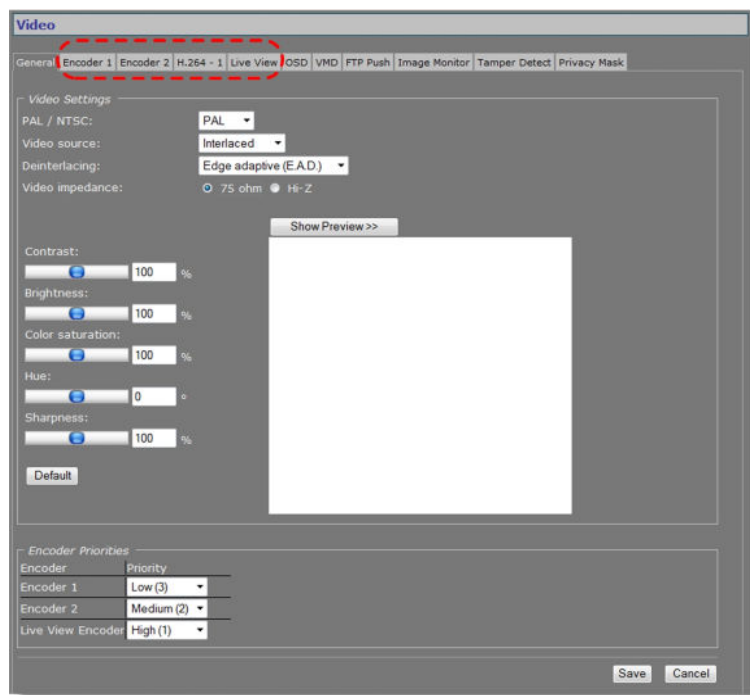 Video
General Encoder 1 Encoder 2 H.264 - 1 Live View OSD VMD FTP Push Image Monitor Tamper Detect Privacy Mask
Video Settings
PAL / NTSC: PAL
Video source: Interlaced
Deinterlacing: Edge adaptive (E.A.D.)
Video impedance: 75 ohm Hi-Z
Show Preview >>
Contrast:
100 %
Brightness:
100 %
Color saturation:
100 %
Hue:
0 °
Sharpness:
100 %
Default
Encoder Priorities
Encoder Priority
Encoder 1 Low (3)
Encoder 2 Medium (2)
Live View Encoder High (1)
Save Cancel